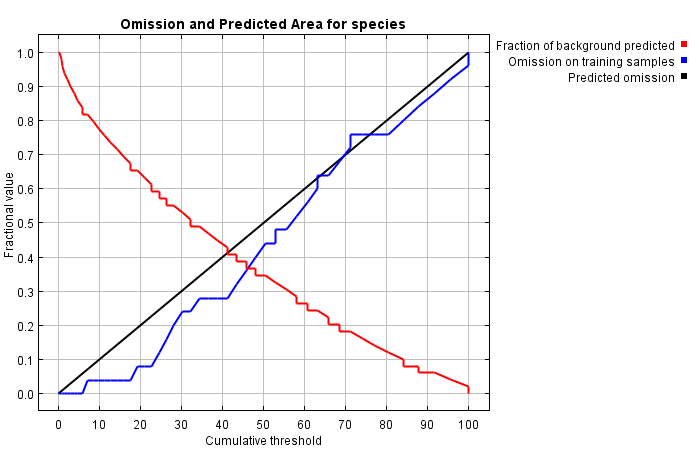 Omission and Predicted Area for species
Fraction of background predicted
Omission on training samples
Predicted omission
Fractional value
1.0
0.9
0.8
0.7
0.6
0.5
0.4
0.3
0.2
0.1
0.0
0 10 20 30 40 50 60 70 80 90 100
Cumulative threshold